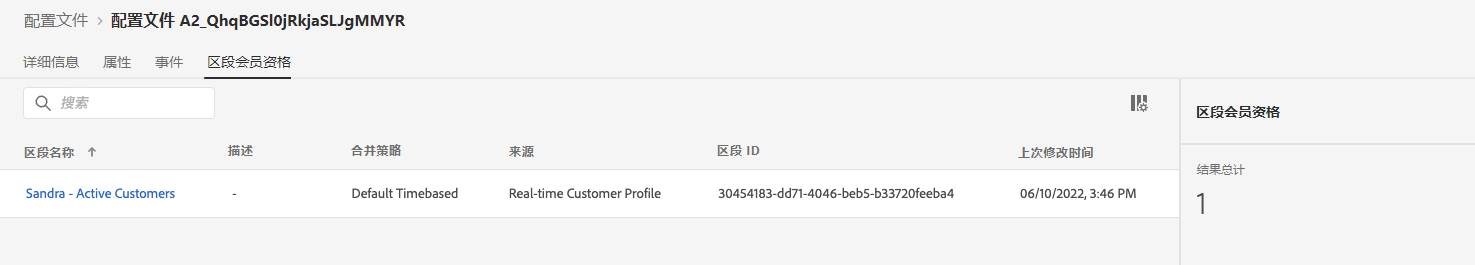 配置文件 > 配置文件 A2_QhqBGSl0jRkjaSLJgMMYR
详细信息 属性 事件 区段会员资格
搜索
区段会员资格
区段名称 ↑ 描述 合并策略 来源 区段 ID 上次修改时间
结果总计
Sandra - Active Customers - Default Timebased Real-time Customer Profile 30454183-dd71-4046-beb5-b33720feeba4 06/10/2022, 3:46 PM
1